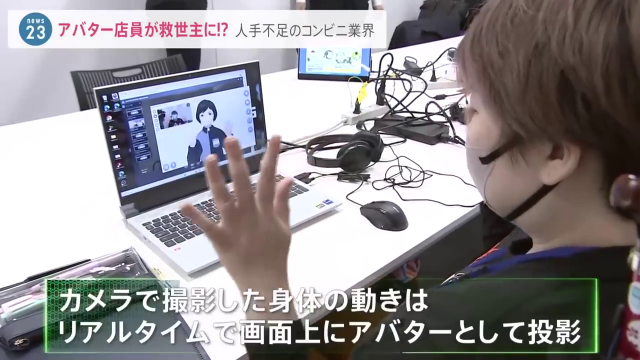 news
23
アバター店員が救世主に!? 人手不足のコンビニ業界
カメラで撮影した身体の動きは
リアルタイムで画面上にアバターとして投影